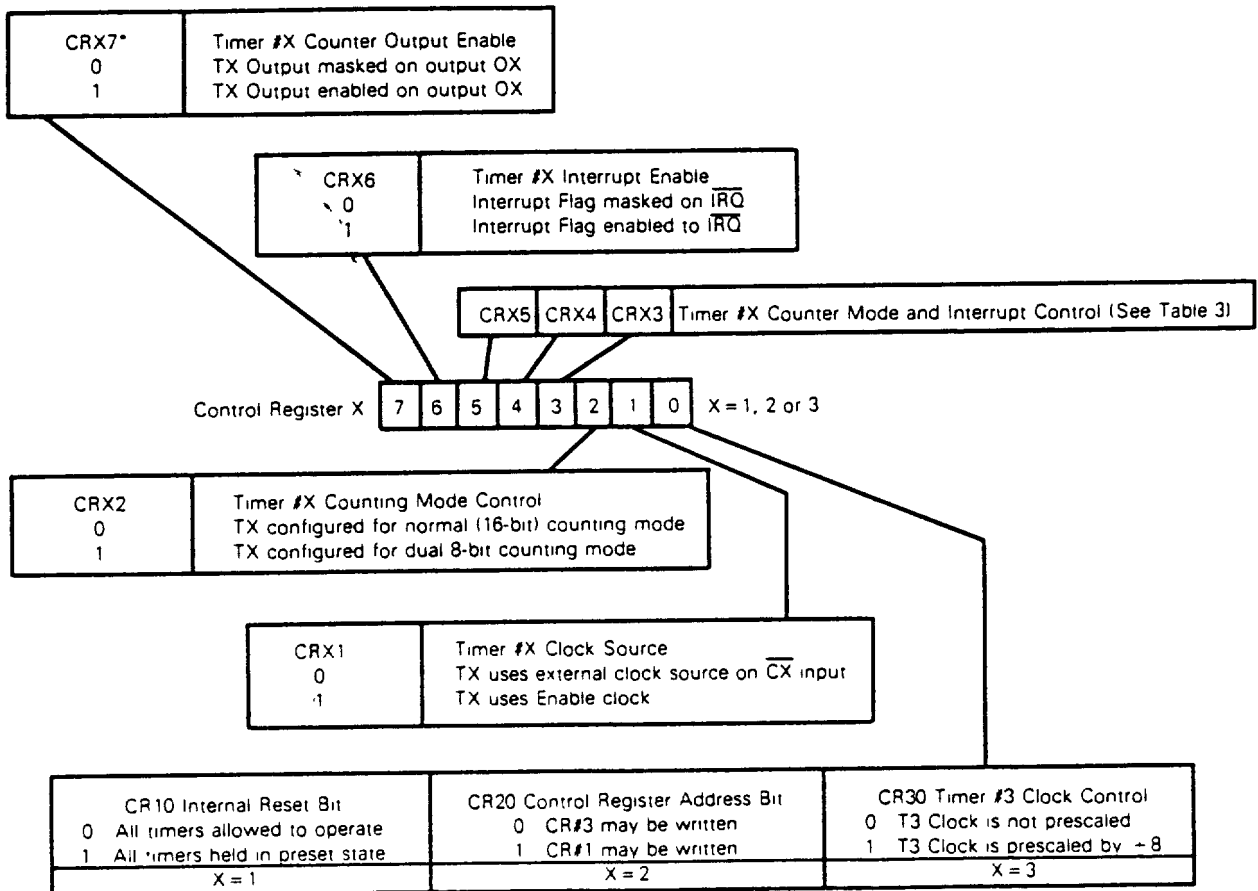 CRX7* Timer #X Counter Output Enable
0 TX Output masked on output OX
1 TX Output enabled on output OX
CRX6 Timer #X Interrupt Enable
0 Interrupt Flag masked on IRQ
1 Interrupt Flag enabled to IRQ
CRX5 CRX4 CRX3 Timer #X Counter Mode and Interrupt Control (See Table 3)
Control Register X 7 6 5 4 3 2 1 0 X = 1, 2 or 3
CRX2 Timer #X Counting Mode Control
0 TX configured for normal (16-bit) counting mode
1 TX configured for dual 8-bit counting mode
CRX1 Timer #X Clock Source
0 TX uses external clock source on CX input
1 TX uses Enable clock
CR10 Internal Reset Bit
0 All timers allowed to operate
1 All timers held in preset state
X = 1
CR20 Control Register Address Bit
0 CR#3 may be written
1 CR#1 may be written
X = 2
CR30 Timer #3 Clock Control
0 T3 Clock is not prescaled
1 T3 Clock is prescaled by ÷ 8
X = 3